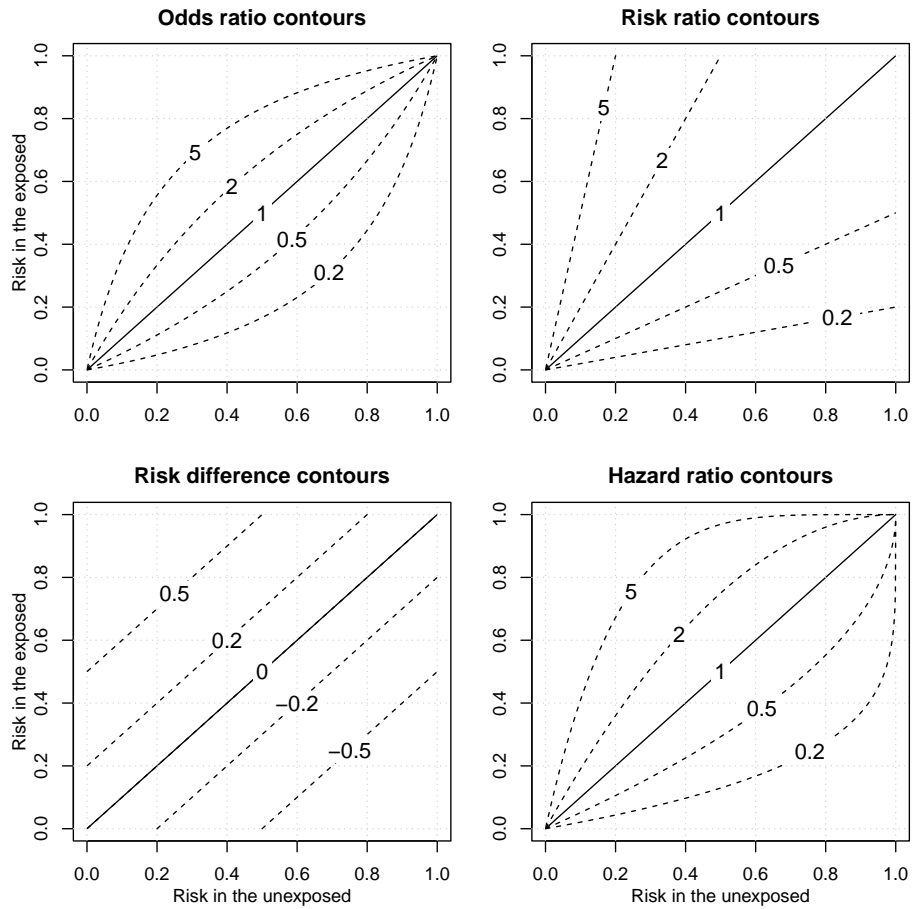 Odds ratio contours
Risk in the exposed
0.0 0.2 0.4 0.6 0.8 1.0
5
2
1
0.5
0.2
0.0 0.2 0.4 0.6 0.8 1.0
Risk ratio contours
0.0 0.2 0.4 0.6 0.8 1.0
5
2
1
0.5
0.2
0.0 0.2 0.4 0.6 0.8 1.0
Risk difference contours
Risk in the exposed
0.0 0.2 0.4 0.6 0.8 1.0
0.5
0.2
0
−0.2
−0.5
0.0 0.2 0.4 0.6 0.8 1.0
Risk in the unexposed
Hazard ratio contours
0.0 0.2 0.4 0.6 0.8 1.0
5
2
1
0.5
0.2
0.0 0.2 0.4 0.6 0.8 1.0
Risk in the unexposed